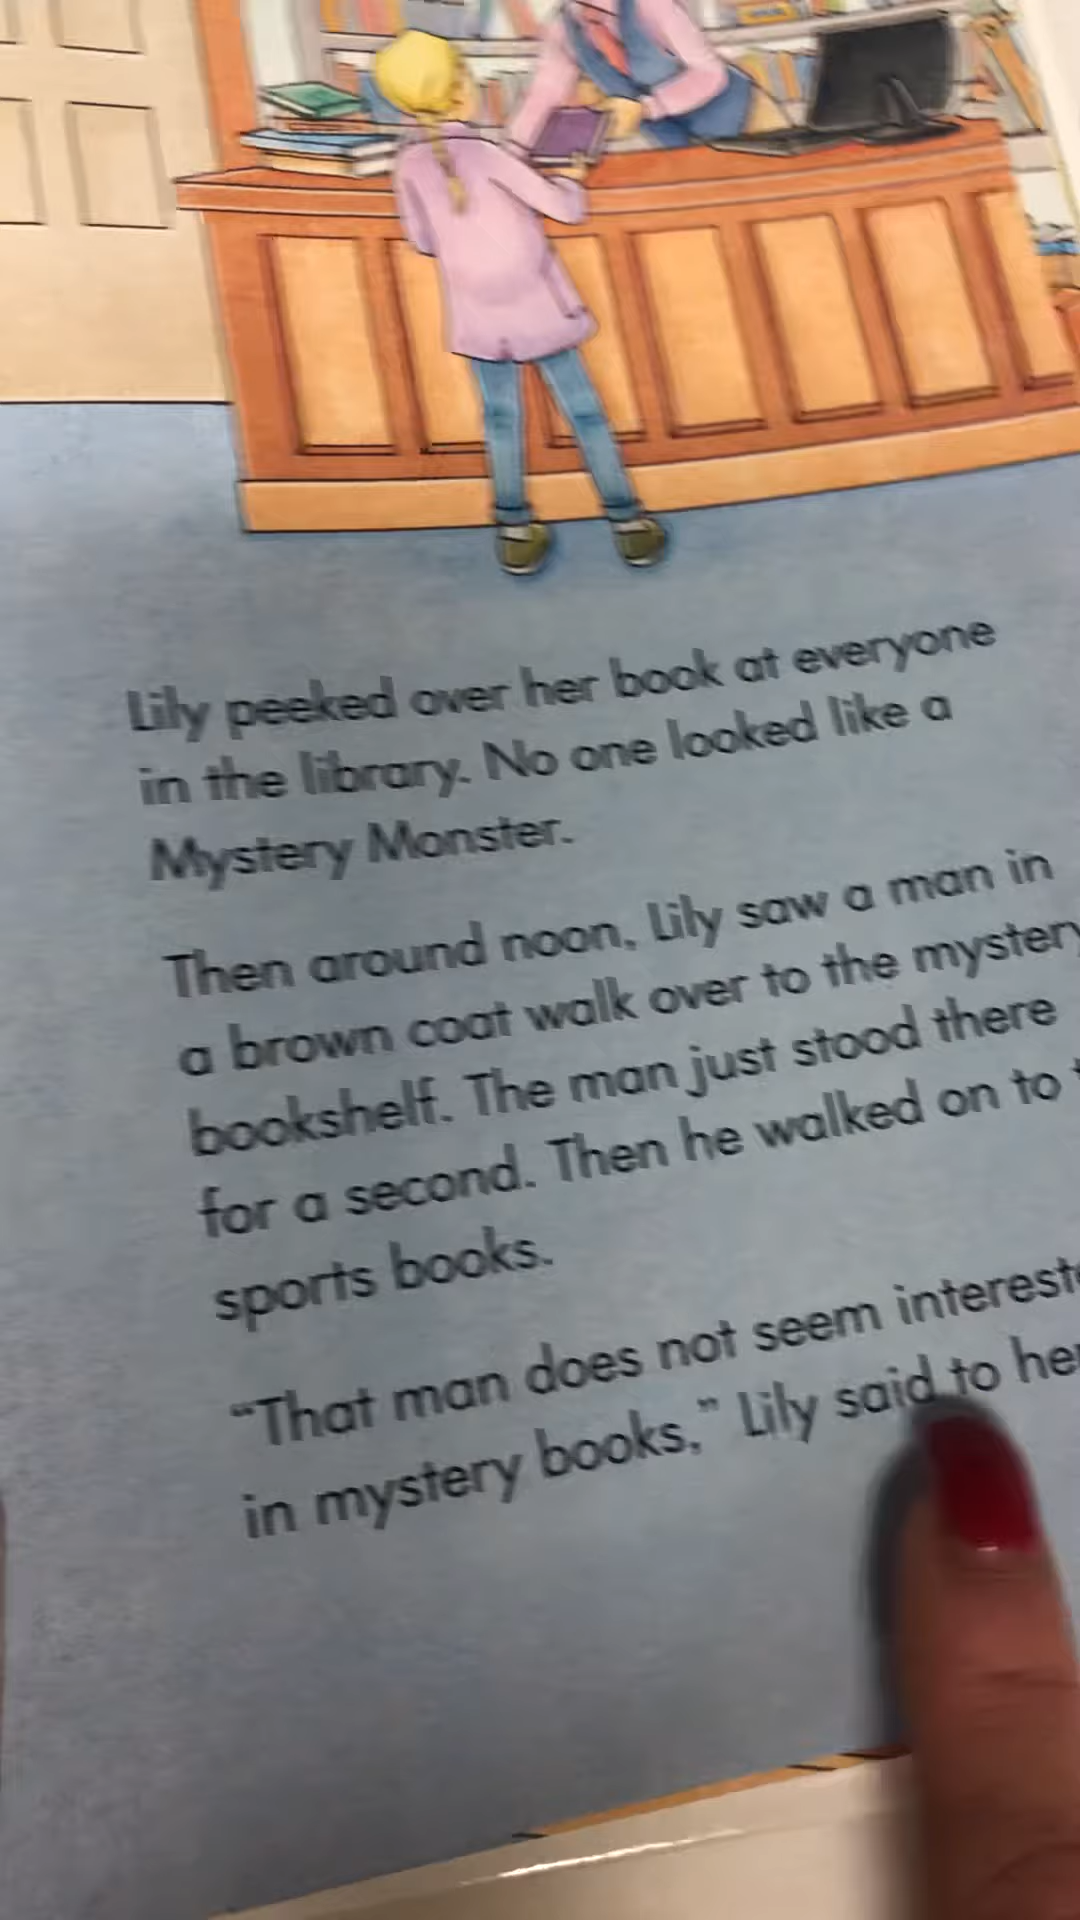 Lily peeked over her book at everyone
in the library. No one looked like a
Mystery Monster.
Then around noon, Lily saw a man in
a brown coat walk over to the mystery
bookshelf. The man just stood there
for a second. Then he walked on to
sports books.
“That man does not seem
in mystery books,” Lily said to